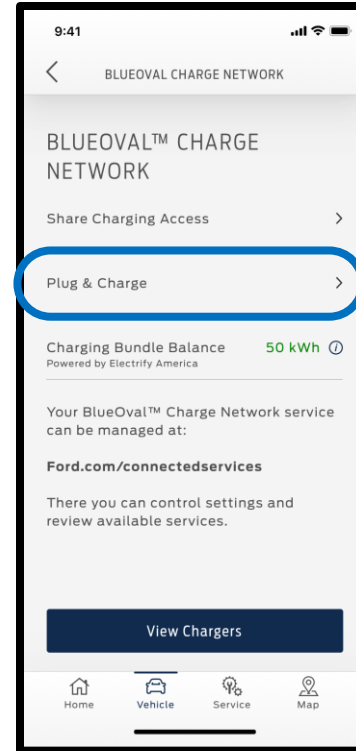 9:41
BLUEOVAL CHARGE NETWORK
BLUEOVAL™ CHARGE
NETWORK
Share Charging Access
Plug & Charge
Charging Bundle Balance 50 kWh
Powered by Electrify America
Your BlueOval™ Charge Network service
can be managed at:
Ford.com/connectedservices
There you can control settings and
review available services.
View Chargers
Home Vehicle Service Map